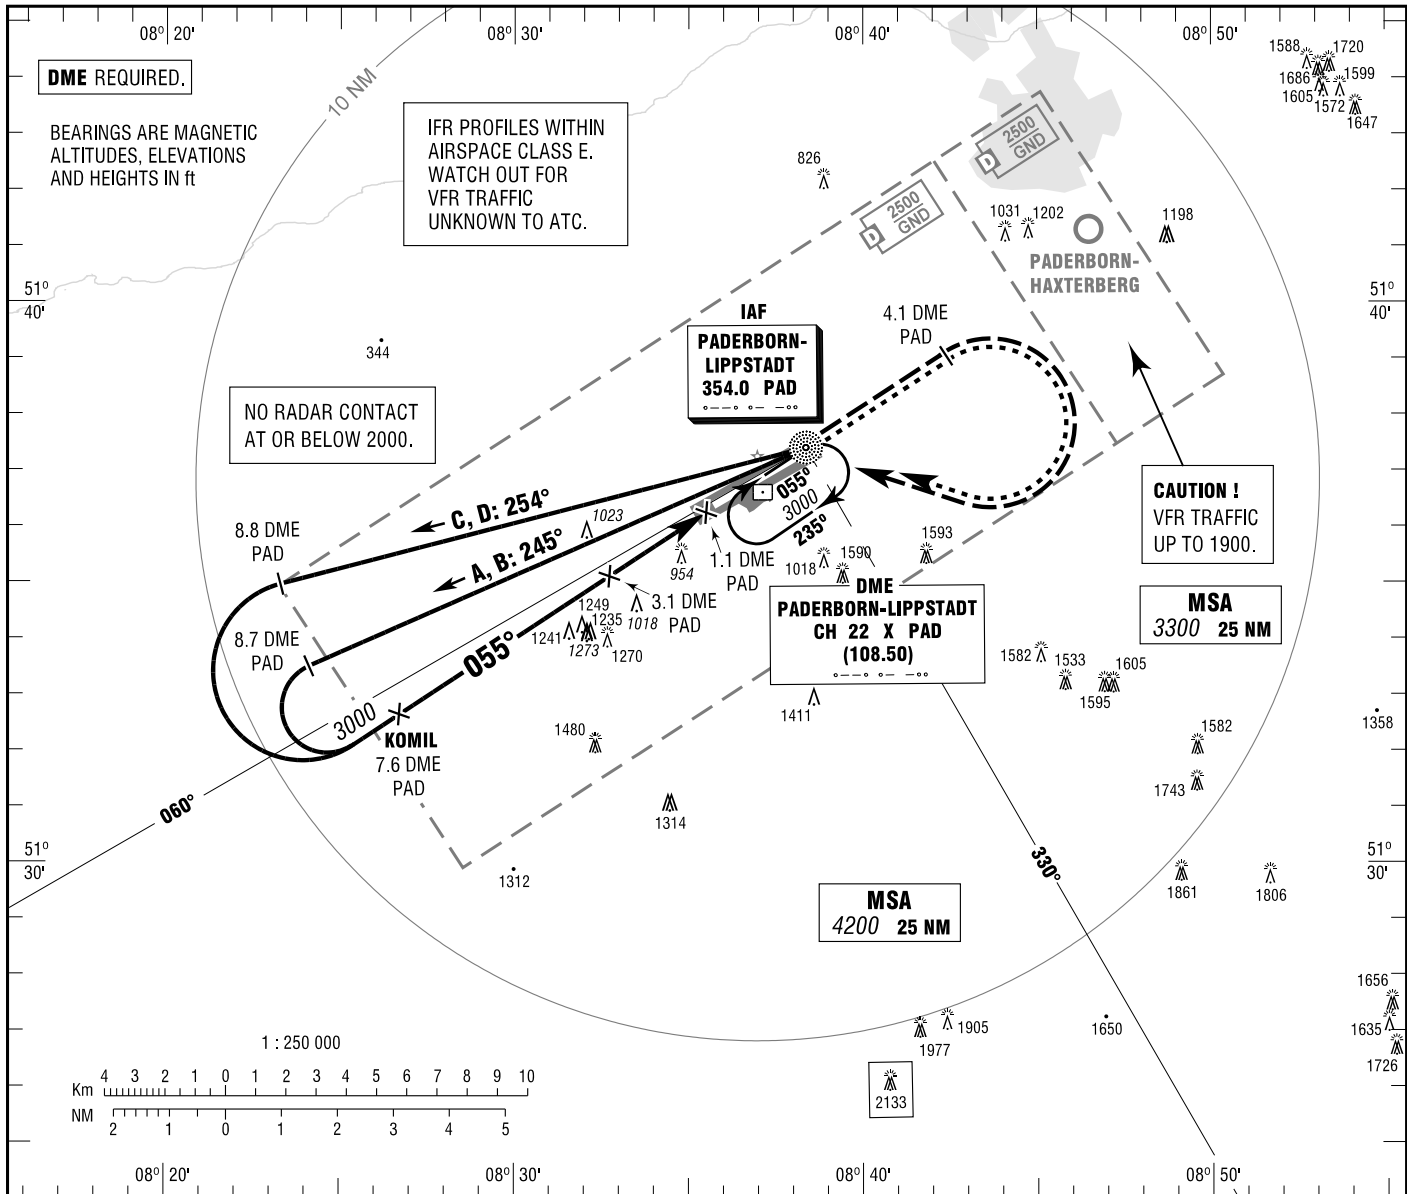 08° 20'
08° 30'
08° 40'
08° 50'
DME REQUIRED.
BEARINGS ARE MAGNETIC
ALTITUDES, ELEVATIONS
AND HEIGHTS IN ft
10 NM
IFR PROFILES WITHIN
AIRSPACE CLASS E.
WATCH OUT FOR
VFR TRAFFIC
UNKNOWN TO ATC.
1588
1720
1686
1599
1605
1572
1647
826
D
2500
GND
D
2500
GND
1031
1202
1198
PADERBORN-
HAXTERBERG
51°
40'
51°
40'
344
IAF
PADERBORN-
LIPPSTADT
354.0 PAD
4.1 DME
PAD
NO RADAR CONTACT
AT OR BELOW 2000.
CAUTION !
VFR TRAFFIC
UP TO 1900.
C, D: 254°
A, B: 245°
1023
055°
3000
235°
8.8 DME
PAD
8.7 DME
PAD
954
1.1 DME
PAD
1018
1590
1593
3.1 DME
PAD
1018
1249
1235
1241
1273
1270
055°
DME
PADERBORN-LIPPSTADT
CH 22 X PAD
(108.50)
MSA
3300 25 NM
1582
1533
1605
1595
1411
1358
3000
KOMIL
7.6 DME
PAD
1480
1582
1743
060°
1314
51°
30'
51°
30'
1312
330°
1861
1806
MSA
4200 25 NM
1656
1635
1726
1905
1977
1650
2133
1 : 250 000
Km 4 3 2 1 0 1 2 3 4 5 6 7 8 9 10
NM
2 1 0 1 2 3 4 5
08° 20'
08° 30'
08° 40'
08° 50'